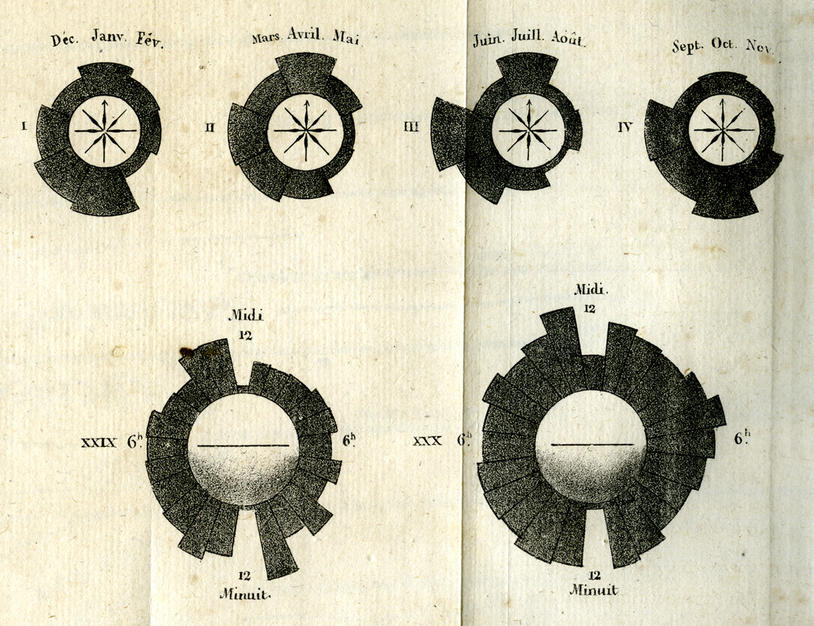 Déc. Janv. Fév.
Mars Avril. Mai.
Juin. Juill. Août.
Sept. Oct. Nov.
I
II
III
IV
Midi.
12
Midi.
12
XXIX 6h.
6h.
XXX 6h.
6h.
12
Minuit.
12
Minuit